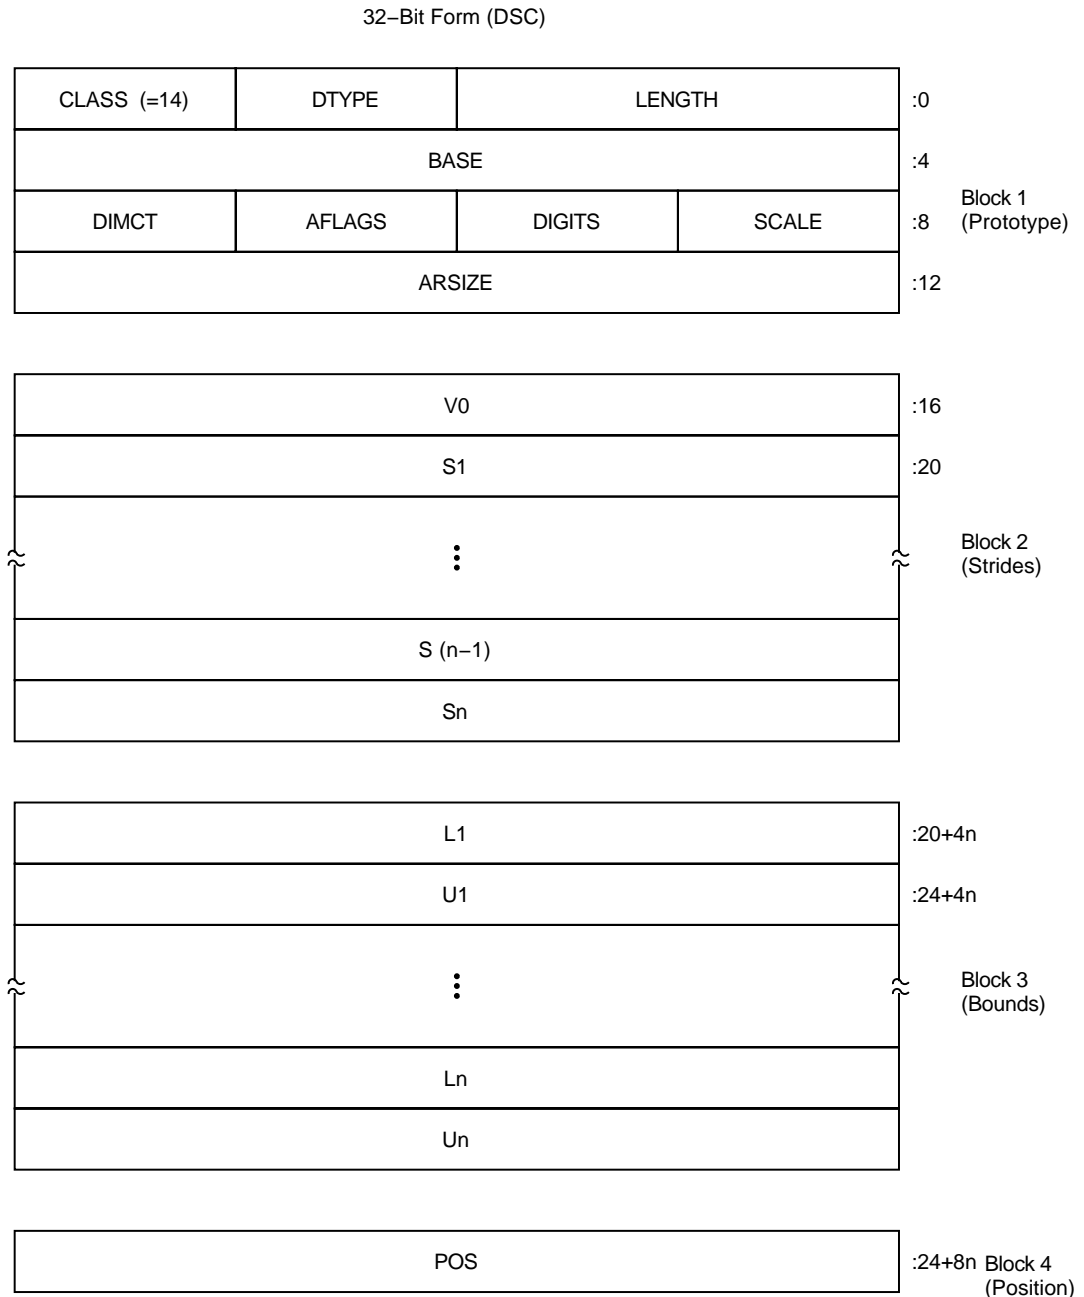 32–Bit Form (DSC)
CLASS (=14) DTYPE LENGTH :0
BASE :4
Block 1
(Prototype)
DIMCT AFLAGS DIGITS SCALE :8
ARSIZE :12
V0 :16
S1 :20
Block 2
(Strides)
S (n–1)
Sn
L1 :20+4n
U1 :24+4n
Block 3
(Bounds)
Ln
Un
POS :24+8n Block 4
(Position)